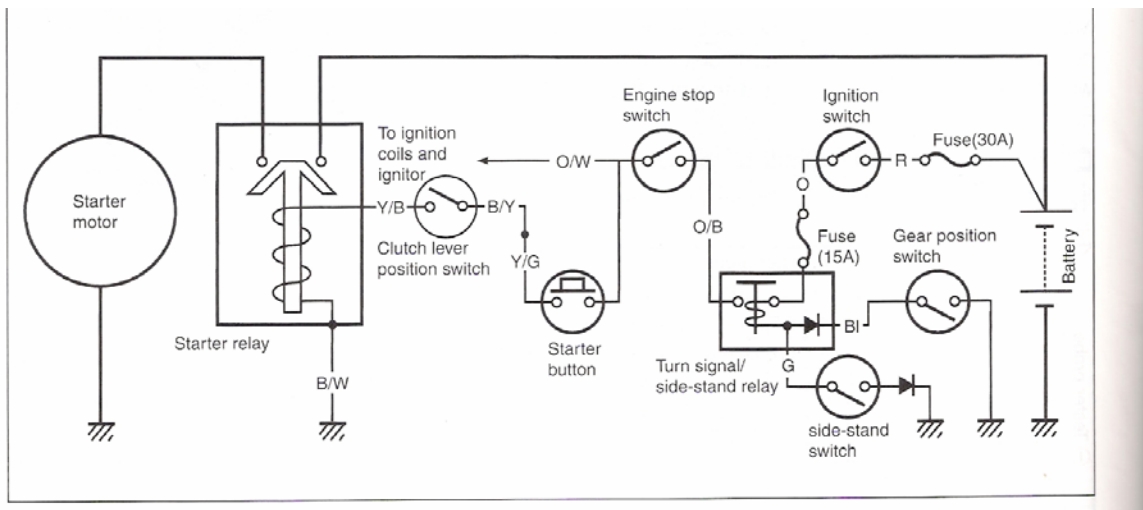 Engine stop
switch
Ignition
switch
To ignition
coils and
ignitor
O/W
R
Fuse(30A)
Starter
motor
Y/B
B/Y
O
O/B
Clutch lever
position switch
Y/G
Fuse
(15A)
Gear position
switch
Battery
Starter relay
Starter
button
Bl
B/W
Turn signal/
side-stand relay
G
side-stand
switch